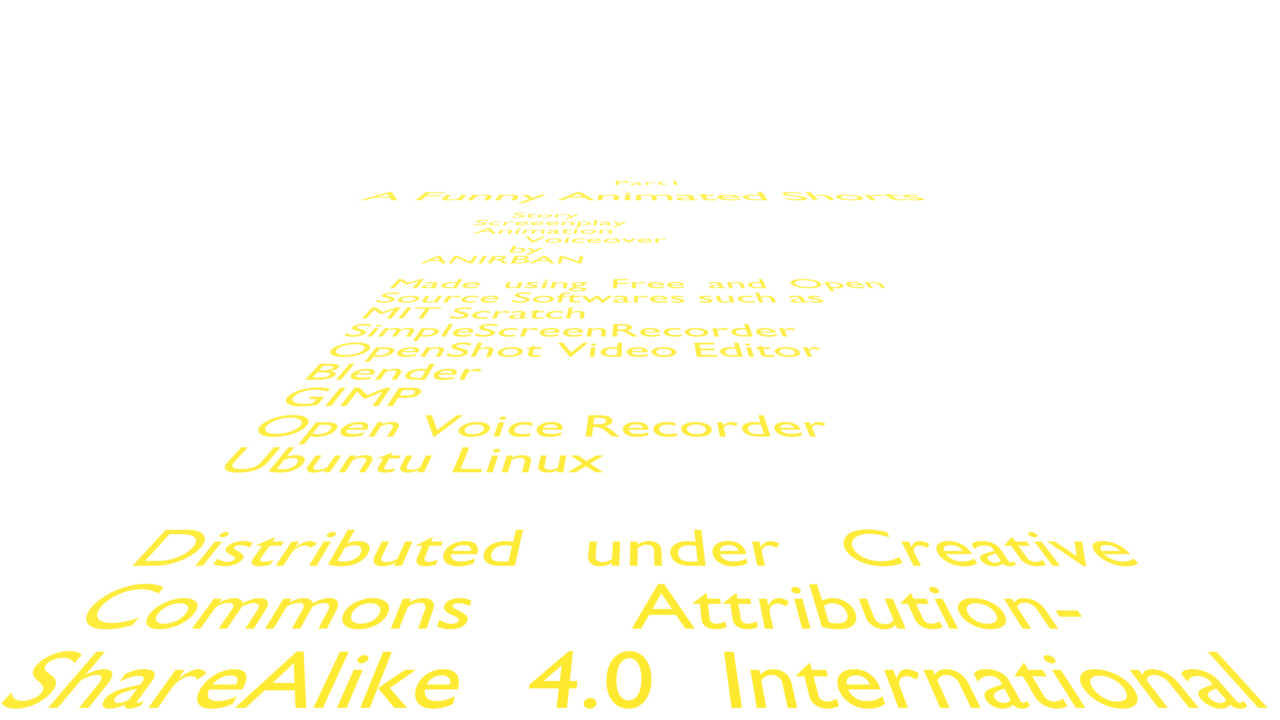 Part I
A Funny Animated Shorts
Story
Screeenplay
Animation
Voiceover
by
ANIRBAN
Made using Free and Open
Source Softwares such as
MIT Scratch
SimpleScreenRecorder
OpenShot Video Editor
Blender
GIMP
Open Voice Recorder
Ubuntu Linux
Distributed under Creative
Commons Attribution-
ShareAlike 4.0 International